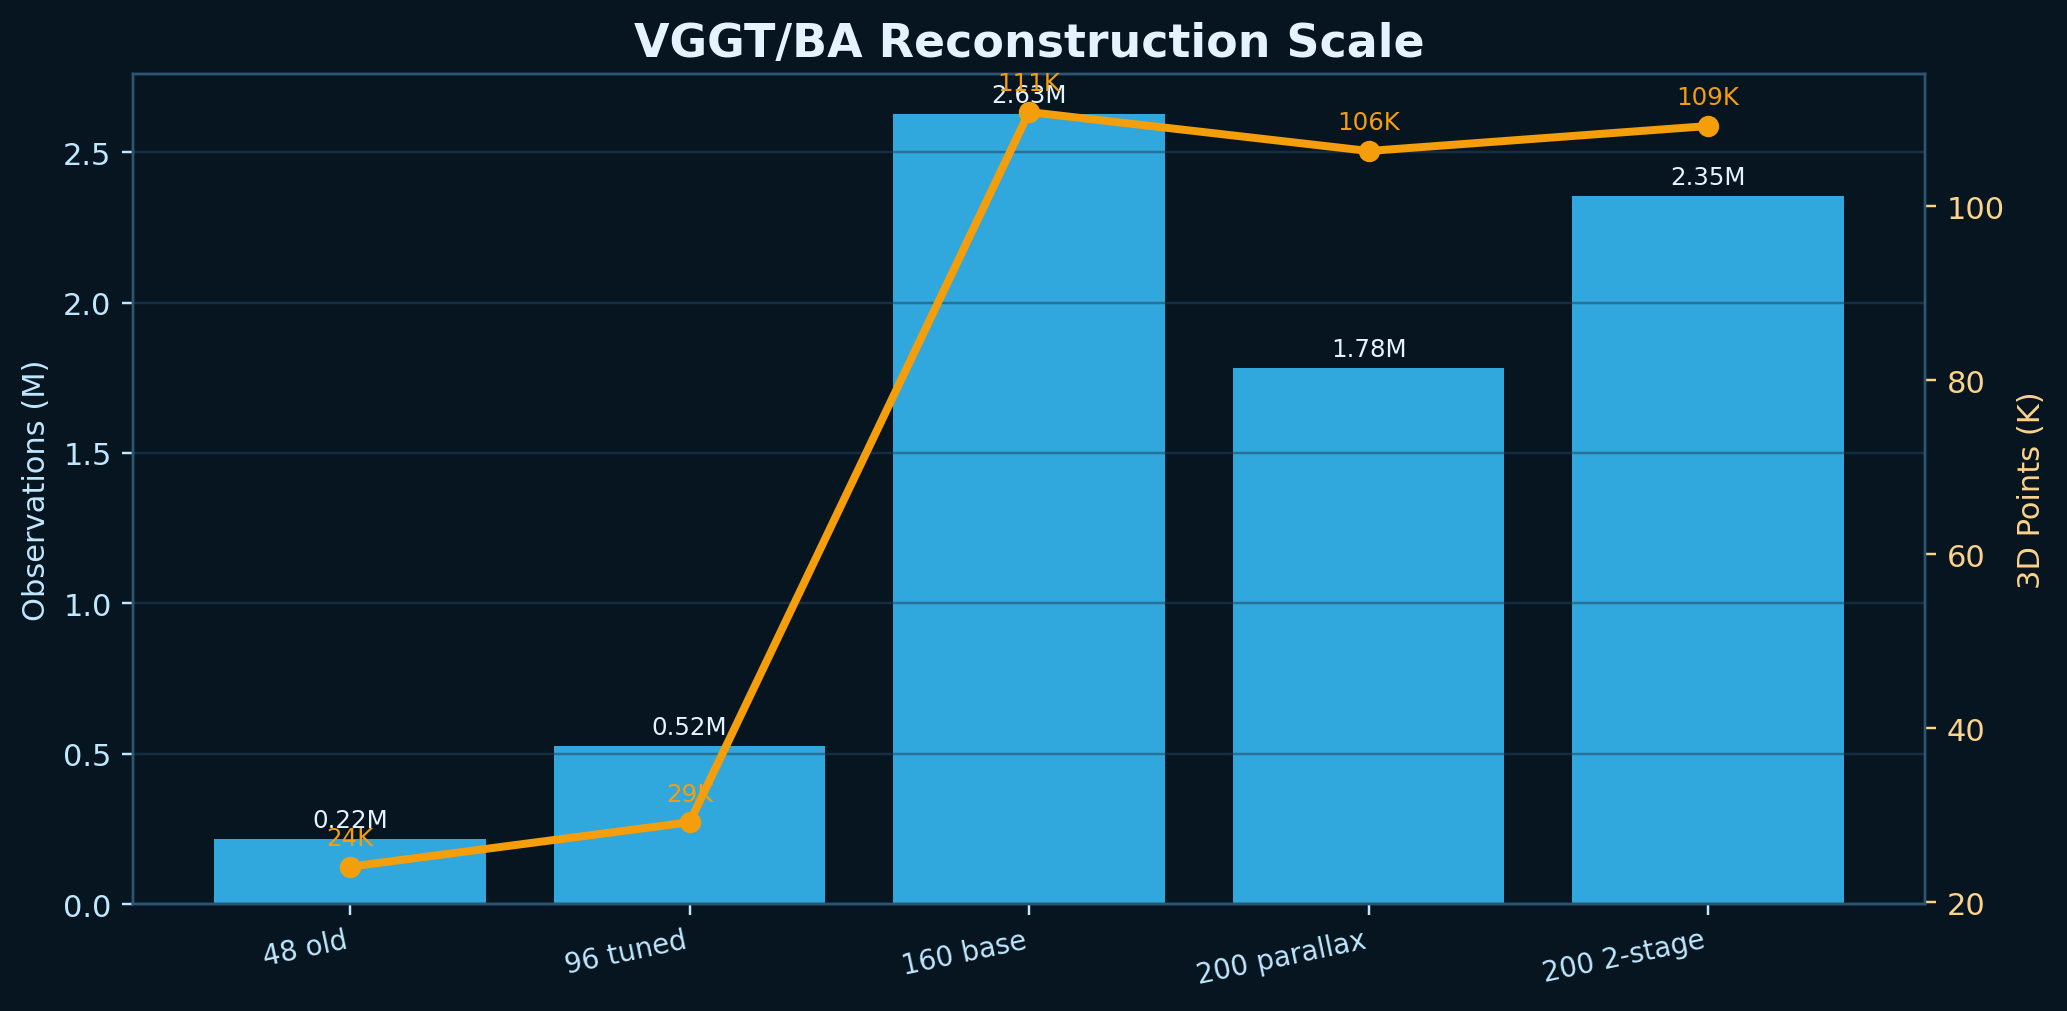 VGGT/BA Reconstruction Scale
111K
2.63M
109K
106K
2.35M
1.78M
0.52M
29K
0.22M
24K
2.5
2.0
1.5
1.0
0.5
0.0
Observations (M)
100
80
60
40
20
3D Points (K)
48 old
96 tuned
160 base
200 parallax
200 2-stage